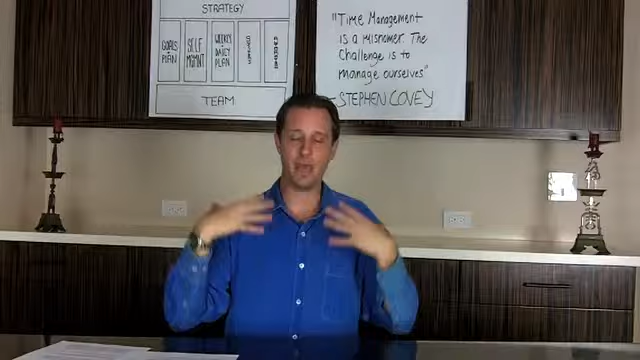 STRATEGY
GOALS
+
PLAN
SELF
MGMNT
WEEKLY
+
DAILY
PLAN
TEAM
"Time Management
is a misnomer. The
Challenge is to
manage ourselves"
-STEPHEN COVEY